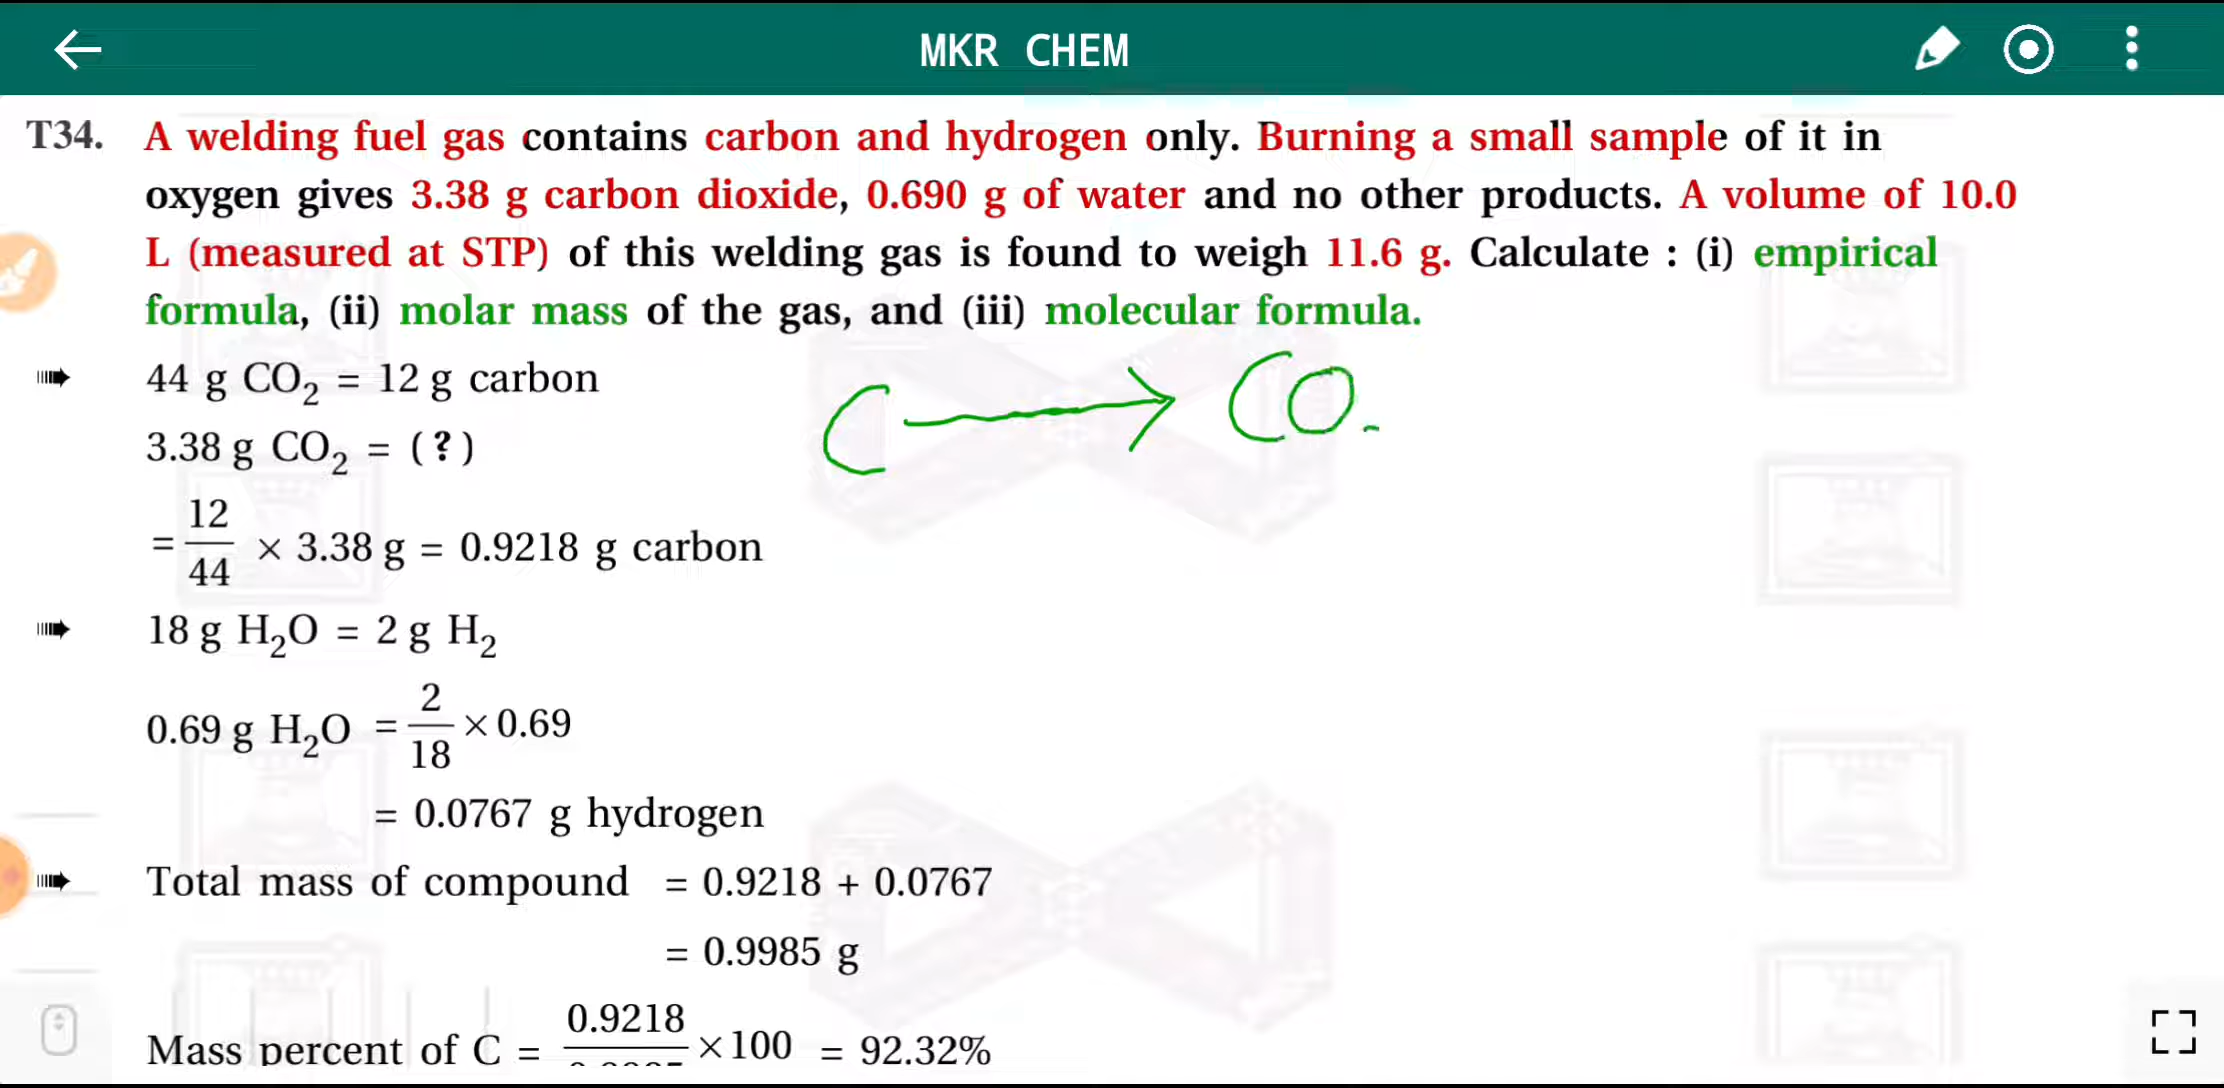 MKR CHEM
T34. A welding fuel gas contains carbon and hydrogen only. Burning a small sample of it in
oxygen gives 3.38 g carbon dioxide, 0.690 g of water and no other products. A volume of 10.0
L (measured at STP) of this welding gas is found to weigh 11.6 g. Calculate : (i) empirical
formula, (ii) molar mass of the gas, and (iii) molecular formula.
44 g CO₂ = 12 g carbon
C → CO
3.38 g CO₂ = (?)
= 12/44 × 3.38 g = 0.9218 g carbon
18 g H₂O = 2 g H₂
0.69 g H₂O = 2/18 × 0.69
= 0.0767 g hydrogen
Total mass of compound = 0.9218 + 0.0767
= 0.9985 g
Mass percent of C = 0.9218 × 100 = 92.32%